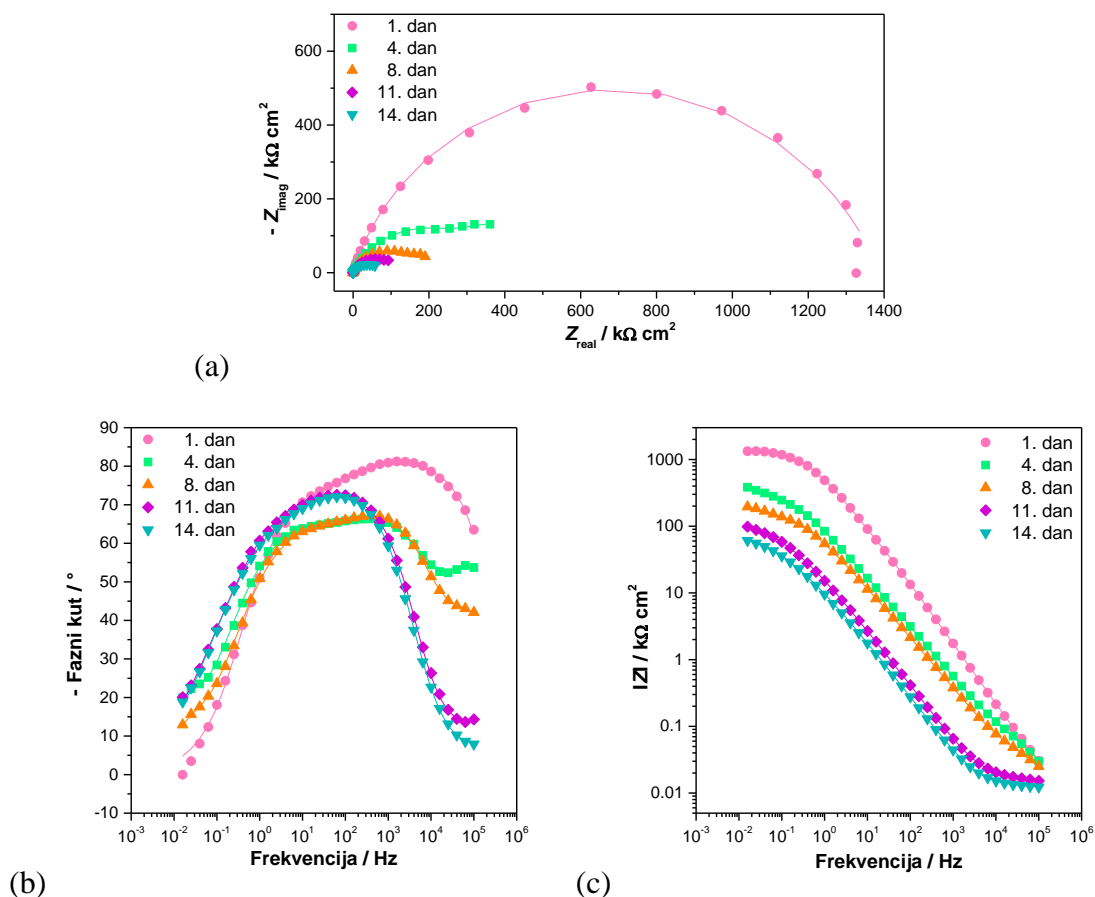 1. dan
4. dan
8. dan
11. dan
14. dan
600
400
200
0
- Zimag / kΩ cm²
0 200 400 600 800 1000 1200 1400
Zreal / kΩ cm²
(a)
90
80
70
60
50
40
30
20
10
0
-10
- Fazni kut / °
1. dan
4. dan
8. dan
11. dan
14. dan
10⁻³ 10⁻² 10⁻¹ 10⁰ 10¹ 10² 10³ 10⁴ 10⁵ 10⁶
Frekvencija / Hz
(b)
1000
100
10
1
0.1
0.01
|Z| / kΩ cm²
1. dan
4. dan
8. dan
11. dan
14. dan
10⁻³ 10⁻² 10⁻¹ 10⁰ 10¹ 10² 10³ 10⁴ 10⁵ 10⁶
Frekvencija / Hz
(c)